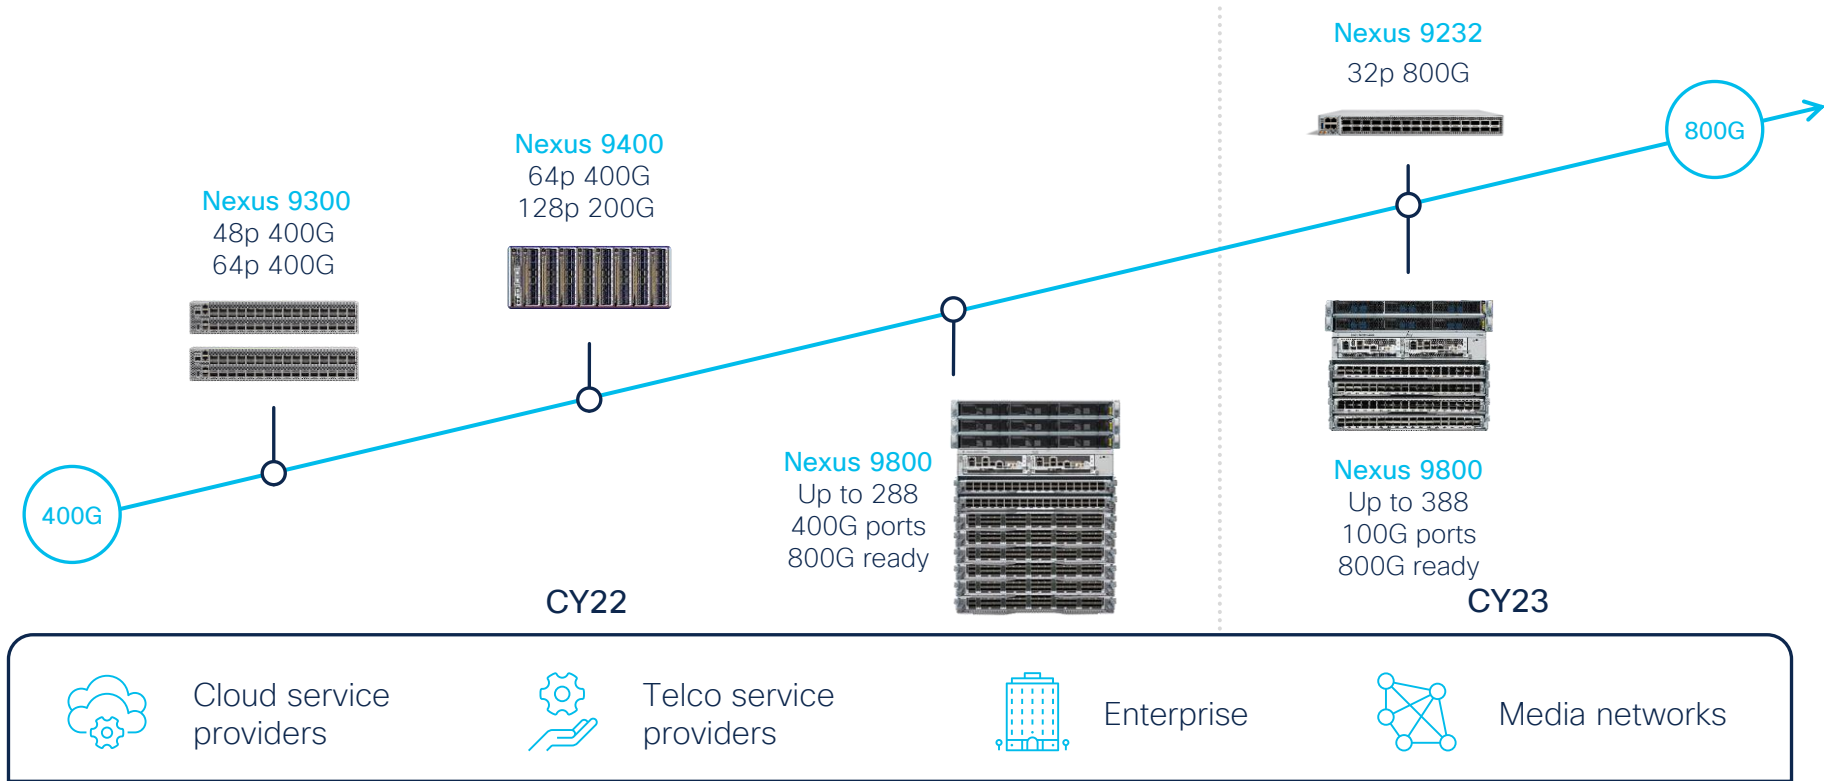 Nexus 9232
32p 800G
800G
Nexus 9400
64p 400G
128p 200G
Nexus 9300
48p 400G
64p 400G
400G
Nexus 9800
Up to 288
400G ports
800G ready
Nexus 9800
Up to 388
100G ports
800G ready
CY22
CY23
Cloud service
providers
Telco service
providers
Enterprise
Media networks